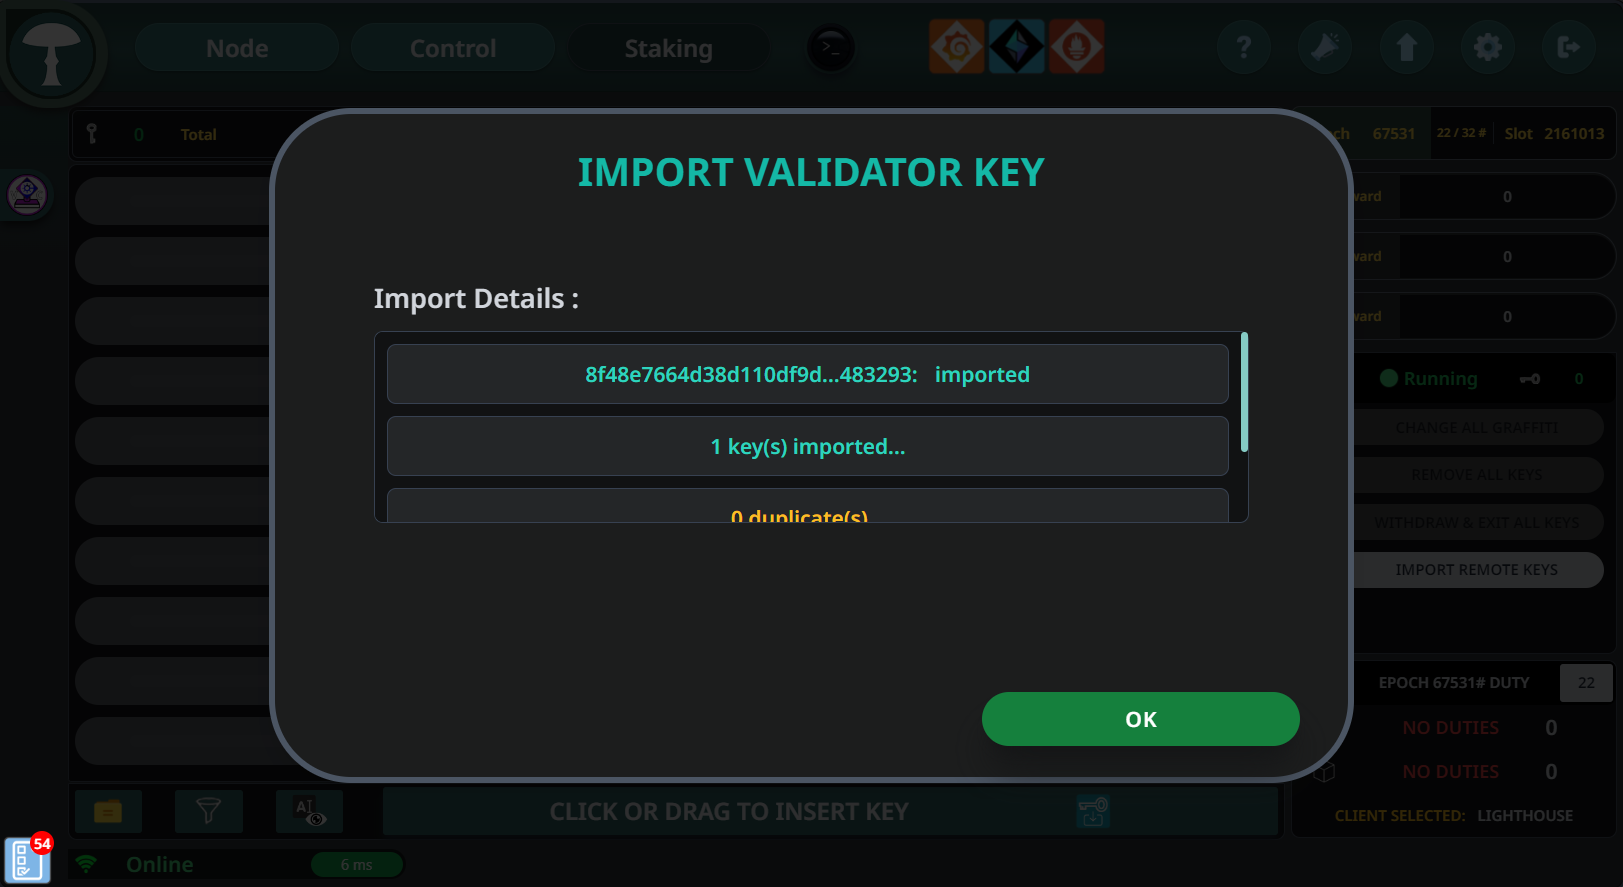 Node
Control
Staking
>_
?
0 Total
ch 67531 22 / 32 # Slot 2161013
IMPORT VALIDATOR KEY
ward 0
ward 0
ward 0
Import Details :
8f48e7664d38d110df9d...483293: imported
1 key(s) imported...
0 duplicate(s)
Running 0
CHANGE ALL GRAFFITI
REMOVE ALL KEYS
WITHDRAW & EXIT ALL KEYS
IMPORT REMOTE KEYS
OK
EPOCH 67531# DUTY 22
NO DUTIES 0
NO DUTIES 0
AI
CLICK OR DRAG TO INSERT KEY
CLIENT SELECTED: LIGHTHOUSE
54
Online 6 ms